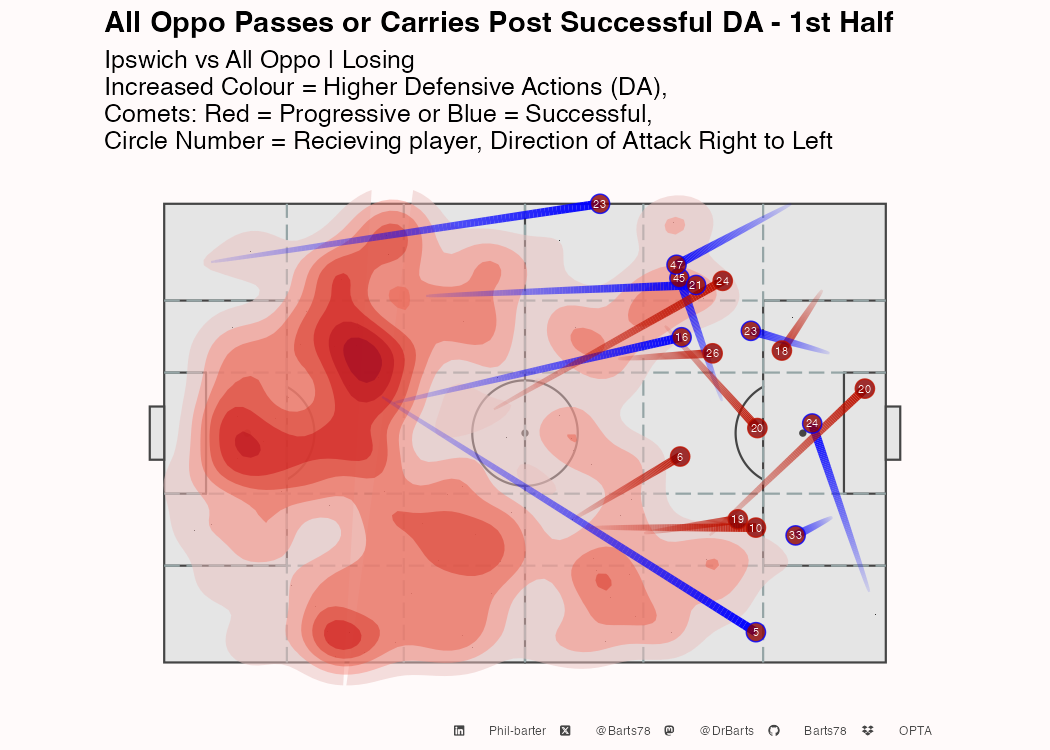 All Oppo Passes or Carries Post Successful DA - 1st Half
Ipswich vs All Oppo | Losing
Increased Colour = Higher Defensive Actions (DA),
Comets: Red = Progressive or Blue = Successful,
Circle Number = Recieving player, Direction of Attack Right to Left
23
47
45
21
24
16
26
23
18
20
20
24
6
19
10
33
5
Phil-barter @Barts78 @DrBarts Barts78 OPTA